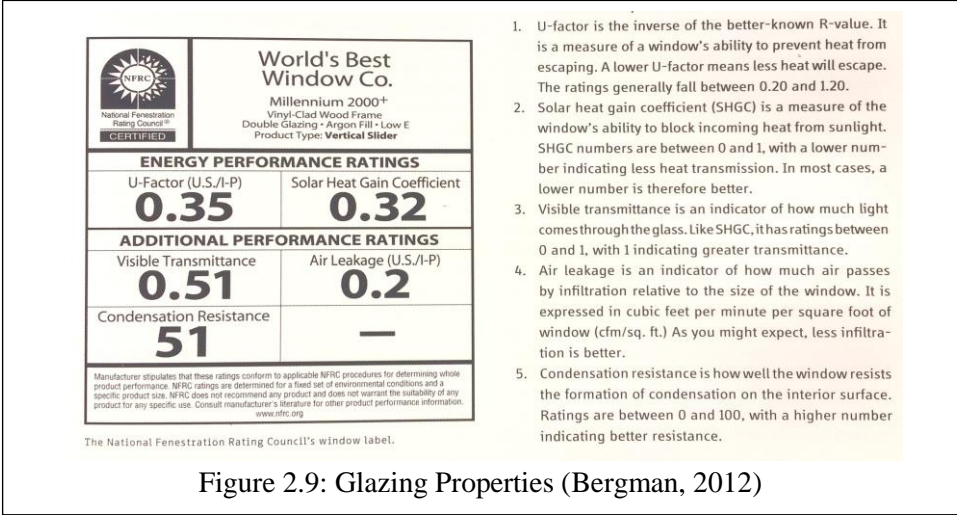 NFRC
National Fenestration
Rating Council®
CERTIFIED
World's Best
Window Co.
Millennium 2000+
Vinyl-Clad Wood Frame
Double Glazing • Argon Fill • Low E
Product Type: Vertical Slider
ENERGY PERFORMANCE RATINGS
U-Factor (U.S./I-P)
0.35
Solar Heat Gain Coefficient
0.32
ADDITIONAL PERFORMANCE RATINGS
Visible Transmittance
0.51
Air Leakage (U.S./I-P)
0.2
Condensation Resistance
51
—
Manufacturer stipulates that these ratings conform to applicable NFRC procedures for determining whole
product performance. NFRC ratings are determined for a fixed set of environmental conditions and a
specific product size. NFRC does not recommend any product and does not warrant the suitability of any
product for any specific use. Consult manufacturer's literature for other product performance information.
www.nfrc.org
The National Fenestration Rating Council's window label.
1. U-factor is the inverse of the better-known R-value. It
is a measure of a window's ability to prevent heat from
escaping. A lower U-factor means less heat will escape.
The ratings generally fall between 0.20 and 1.20.
2. Solar heat gain coefficient (SHGC) is a measure of the
window's ability to block incoming heat from sunlight.
SHGC numbers are between 0 and 1, with a lower num-
ber indicating less heat transmission. In most cases, a
lower number is therefore better.
3. Visible transmittance is an indicator of how much light
comes through the glass. Like SHGC, it has ratings between
0 and 1, with 1 indicating greater transmittance.
4. Air leakage is an indicator of how much air passes
by infiltration relative to the size of the window. It is
expressed in cubic feet per minute per square foot of
window (cfm/sq. ft.) As you might expect, less infiltra-
tion is better.
5. Condensation resistance is how well the window resists
the formation of condensation on the interior surface.
Ratings are between 0 and 100, with a higher number
indicating better resistance.
Figure 2.9: Glazing Properties (Bergman, 2012)